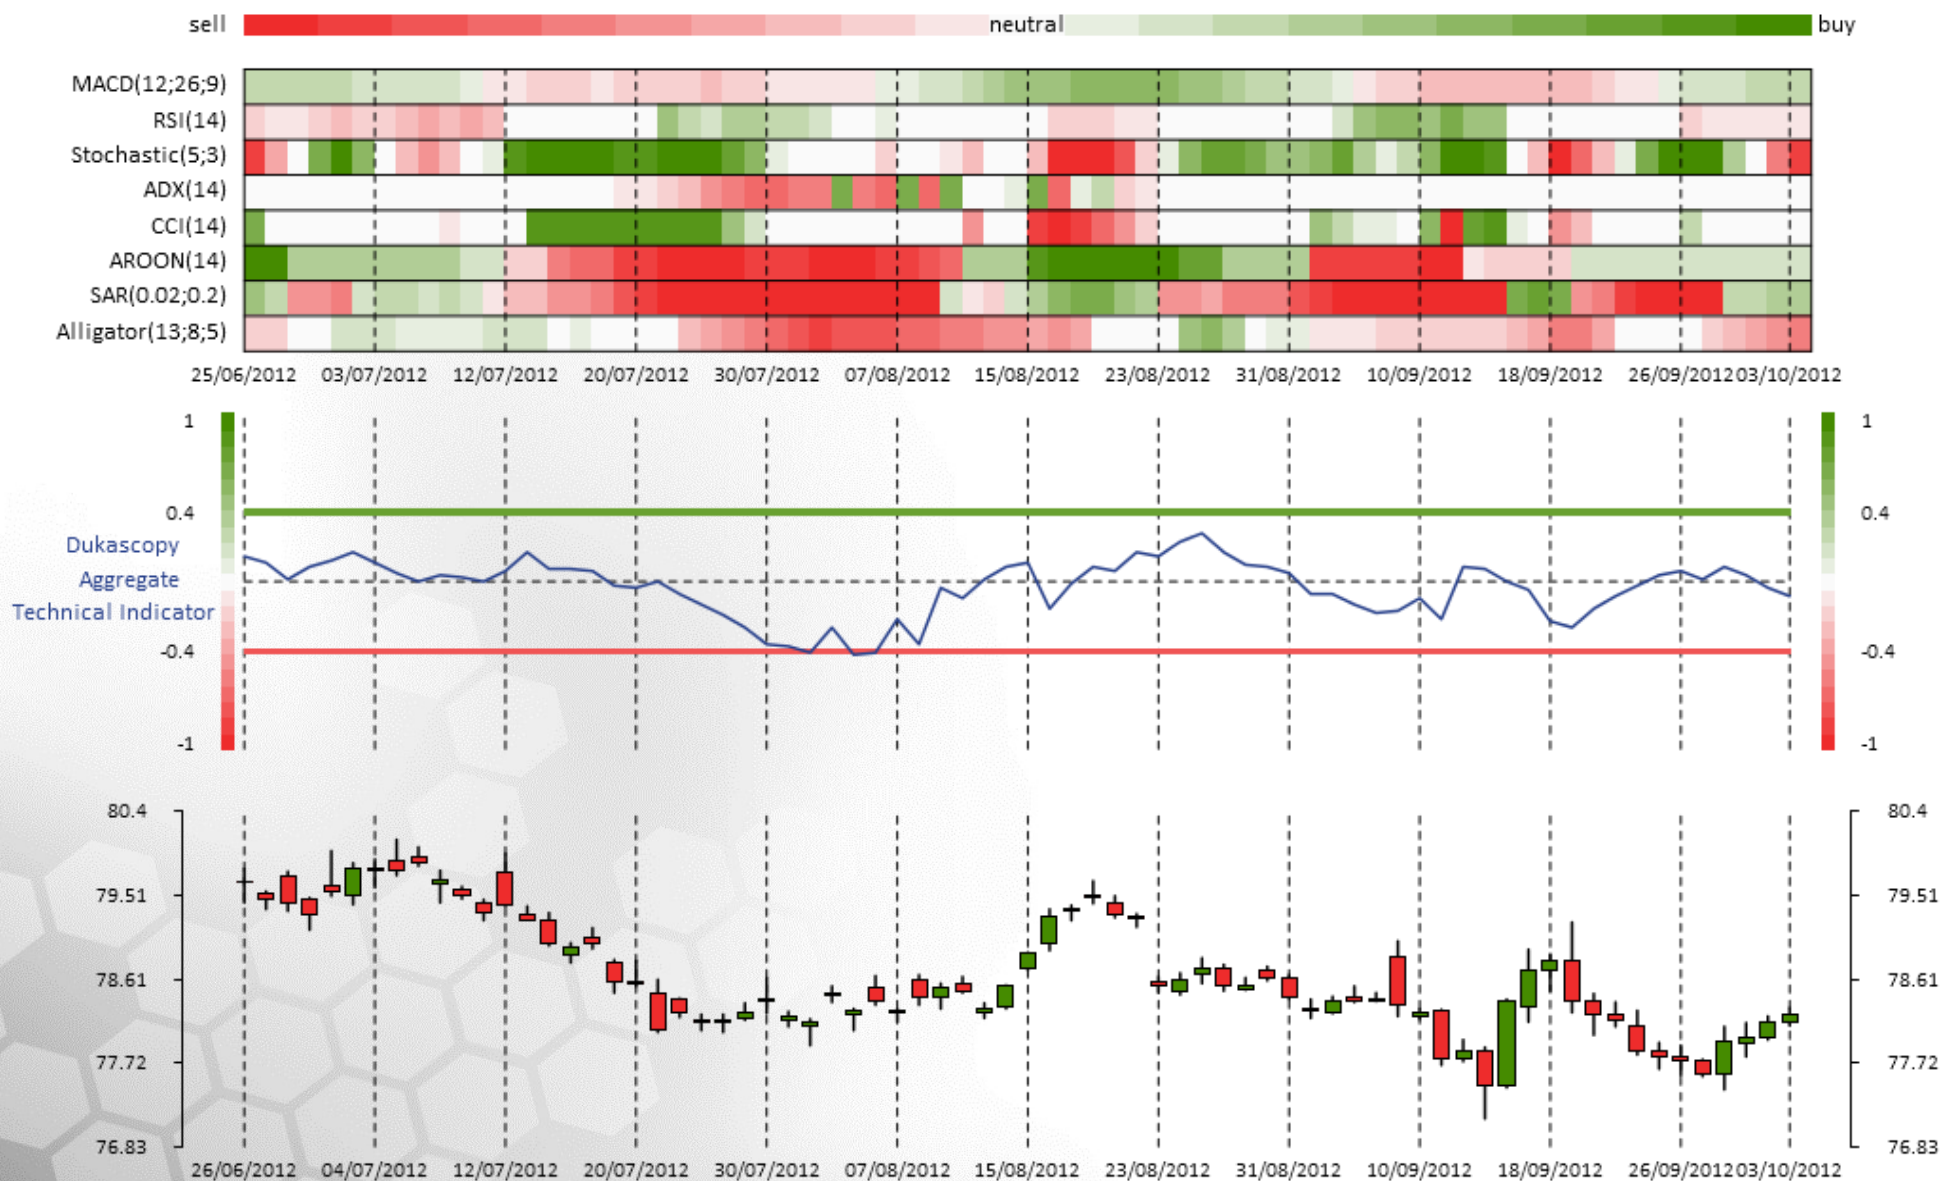 sell neutral buy
MACD(12;26;9)
RSI(14)
Stochastic(5;3)
ADX(14)
CCI(14)
AROON(14)
SAR(0.02;0.2)
Alligator(13;8;5)
25/06/2012 03/07/2012 12/07/2012 20/07/2012 30/07/2012 07/08/2012 15/08/2012 23/08/2012 31/08/2012 10/09/2012 18/09/2012 26/09/2012 03/10/2012
1 1
0.4 0.4
Dukascopy
Aggregate
Technical Indicator
-0.4 -0.4
-1 -1
80.4 80.4
79.51 79.51
78.61 78.61
77.72 77.72
76.83 76.83
26/06/2012 04/07/2012 12/07/2012 20/07/2012 30/07/2012 07/08/2012 15/08/2012 23/08/2012 31/08/2012 10/09/2012 18/09/2012 26/09/2012 03/10/2012